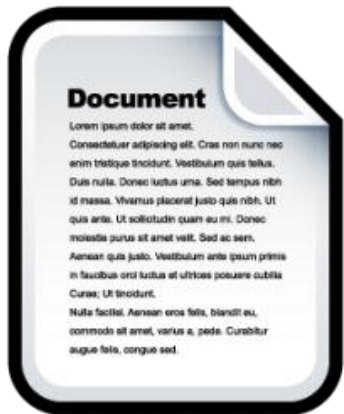 Document
Lorem ipsum dolor sit amet.
Consectetuer adipiscing elit. Cras non nunc nec
enim tristique tincidunt. Vestibulum quis tellus.
Duis nulla. Donec luctus urna. Sed tempus nibh
id massa. Vivamus placerat justo quis nibh. Ut
quis ante. Ut sollicitudin quam eu mi. Donec
molestie purus sit amet velit. Sed ac sem.
Aenean quis justo. Vestibulum ante ipsum primis
in faucibus orci luctus et ultrices posuere cubilia
Curae; Ut tincidunt.
Nulla facilisi. Aenean eros felis, blandit eu,
commodo sit amet, varius a, pede. Curabitur
augue felis, congue sed.